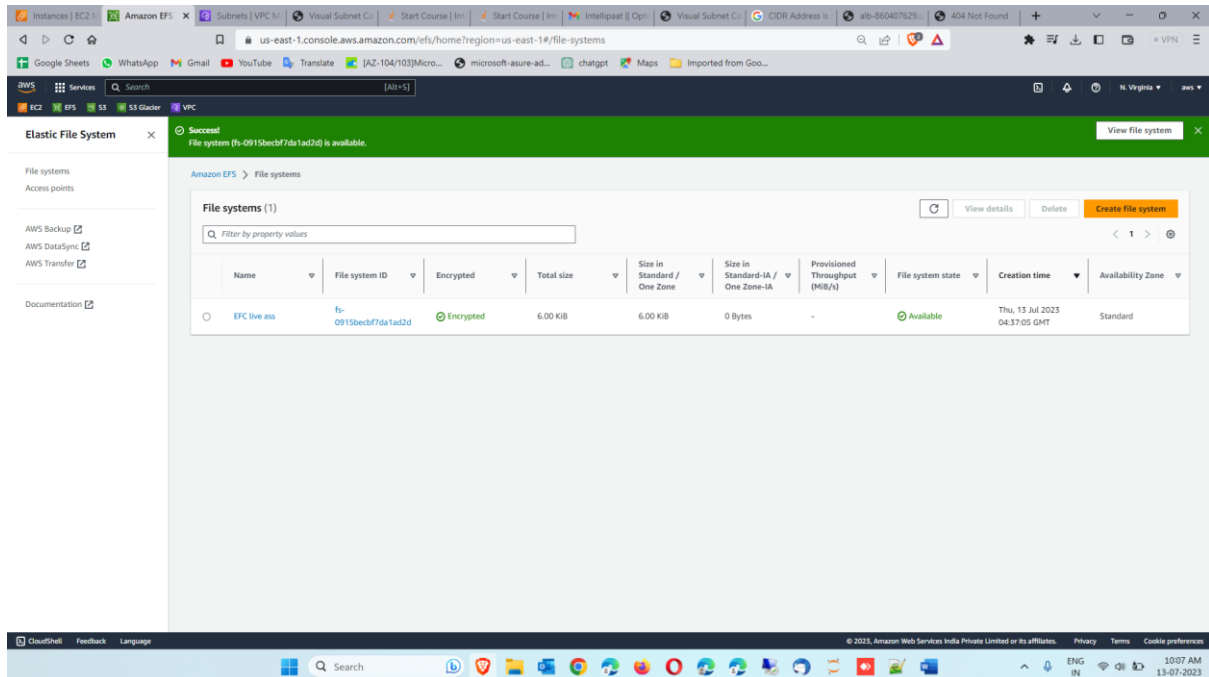 Instances | EC2 M
Amazon EFS
Subnets | VPC M
Visual Subnet Ca
Start Course | Int
Start Course | Int
Intellipaat || Opti
Visual Subnet Ca
CIDR Address is
alb-860407629.u
404 Not Found
us-east-1.console.aws.amazon.com/efs/home?region=us-east-1#/file-systems
VPN
Google Sheets WhatsApp Gmail YouTube Translate [AZ-104/103]Micro... microsoft-asure-ad... chatgpt Maps Imported from Goo...
aws Services Search [Alt+S] N. Virginia aws
EC2 EFS S3 S3 Glacier VPC
Elastic File System
File systems
Access points
AWS Backup
AWS DataSync
AWS Transfer
Documentation
Success!
File system (fs-0915becbf7da1ad2d) is available.
View file system
Amazon EFS > File systems
File systems (1)
View details Delete Create file system
Filter by property values
1
Name
File system ID
Encrypted
Total size
Size in
Standard /
One Zone
Size in
Standard-IA /
One Zone-IA
Provisioned
Throughput
(MiB/s)
File system state
Creation time
Availability Zone
EFC live ass
fs-
0915becbf7da1ad2d
Encrypted
6.00 KiB
6.00 KiB
0 Bytes
-
Available
Thu, 13 Jul 2023
04:37:05 GMT
Standard
CloudShell Feedback Language
© 2023, Amazon Web Services India Private Limited or its affiliates. Privacy Terms Cookie preferences
Search
ENG
IN
10:07 AM
13-07-2023